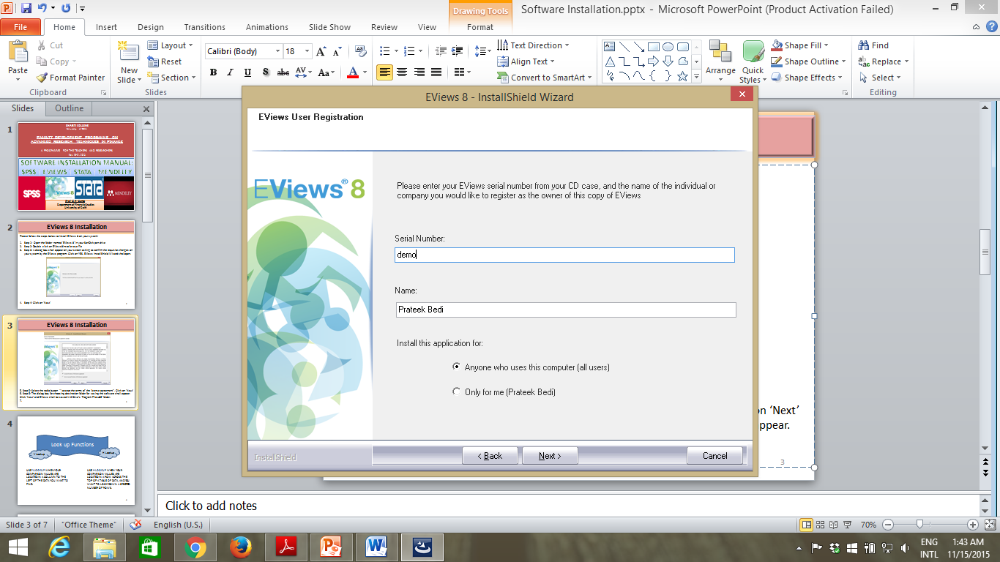 Software Installation.pptx - Microsoft PowerPoint (Product Activation Failed)
Drawing Tools
File Home Insert Design Transitions Animations Slide Show Review View Format
Paste
Cut
Copy
Format Painter
Clipboard
New Slide
Layout
Reset
Section
Slides
Calibri (Body) 18
Text Direction
Align Text
Convert to SmartArt
Arrange
Quick Styles
Shape Fill
Shape Outline
Shape Effects
Find
Replace
Select
Editing
Slides Outline
1
SOFTWARE INSTALLATION MANUAL:
SPSS EVIEWS STATA MENDELEY
SPSS
STATA
MENDELEY
2
EViews 8 Installation
3
EViews 8 Installation
4
Look up Functions
EViews 8 - InstallShield Wizard
EViews User Registration
EViews® 8
Please enter your EViews serial number from your CD case, and the name of the individual or
company you would like to register as the owner of this copy of EViews
Serial Number:
demo
Name:
Prateek Bedi
Install this application for:
Anyone who uses this computer (all users)
Only for me (Prateek Bedi)
InstallShield
< Back
Next >
Cancel
on ‘Next’
ppear.
3
Click to add notes
Slide 3 of 7 "Office Theme" English (U.S.) 70%
ENG
INTL
1:43 AM
11/15/2015